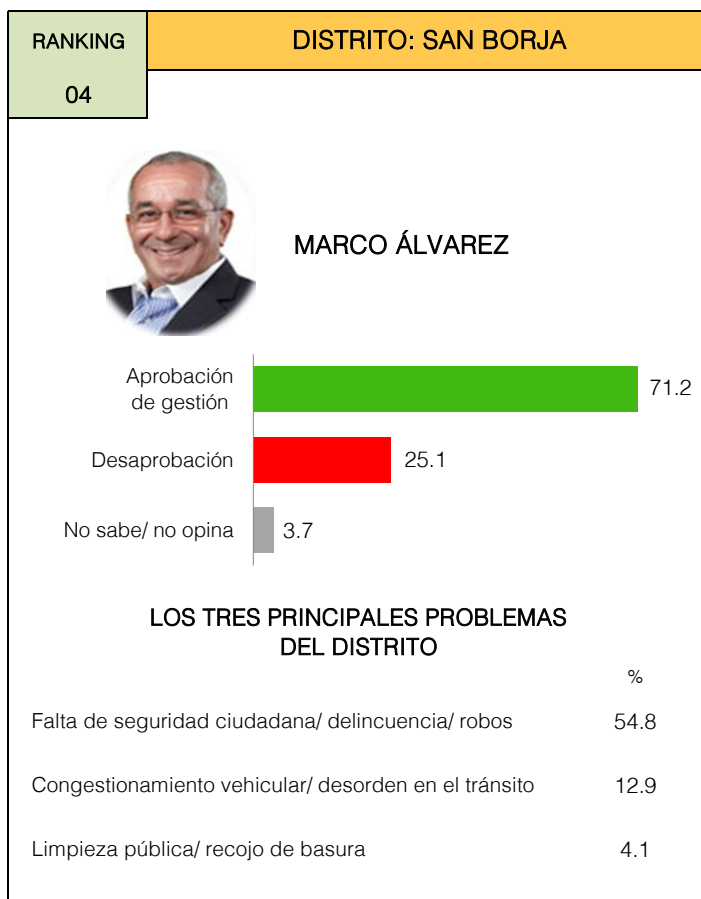 RANKING
04
DISTRITO: SAN BORJA
MARCO ÁLVAREZ
Aprobación
de gestión
71.2
Desaprobación
25.1
No sabe/ no opina
3.7
LOS TRES PRINCIPALES PROBLEMAS
DEL DISTRITO
%
Falta de seguridad ciudadana/ delincuencia/ robos 54.8
Congestionamiento vehicular/ desorden en el tránsito 12.9
Limpieza pública/ recojo de basura 4.1